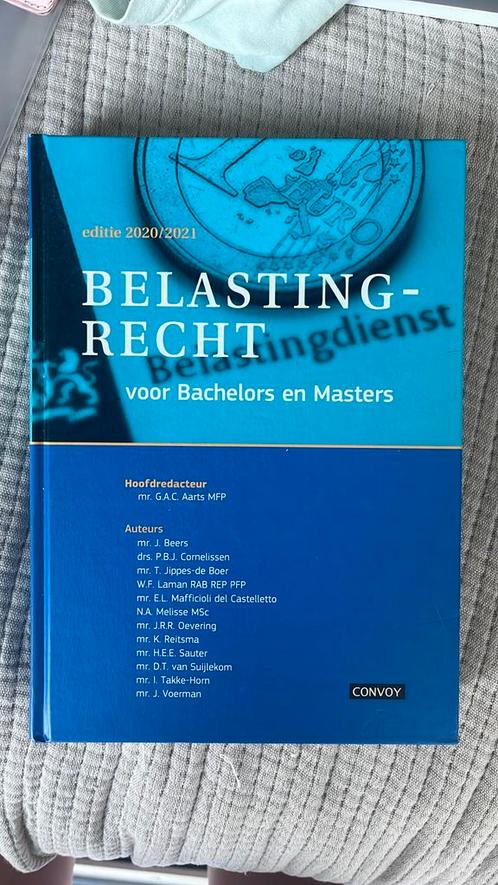 editie 2020/2021
BELASTING-
RECHT
Belastingdienst
voor Bachelors en Masters
Hoofdredacteur
mr. G.A.C. Aarts MFP
Auteurs
mr. J. Beers
drs. P.B.J. Cornelissen
mr. T. Jippes-de Boer
W.F. Laman RAB REP PFP
mr. E.L. Mafficioli del Castelletto
N.A. Melisse MSc
mr. J.R.R. Oevering
mr. K. Reitsma
mr. H.E.E. Sauter
mr. D.T. van Suijlekom
mr. I. Takke-Horn
mr. J. Voerman
CONVOY
1
EURO